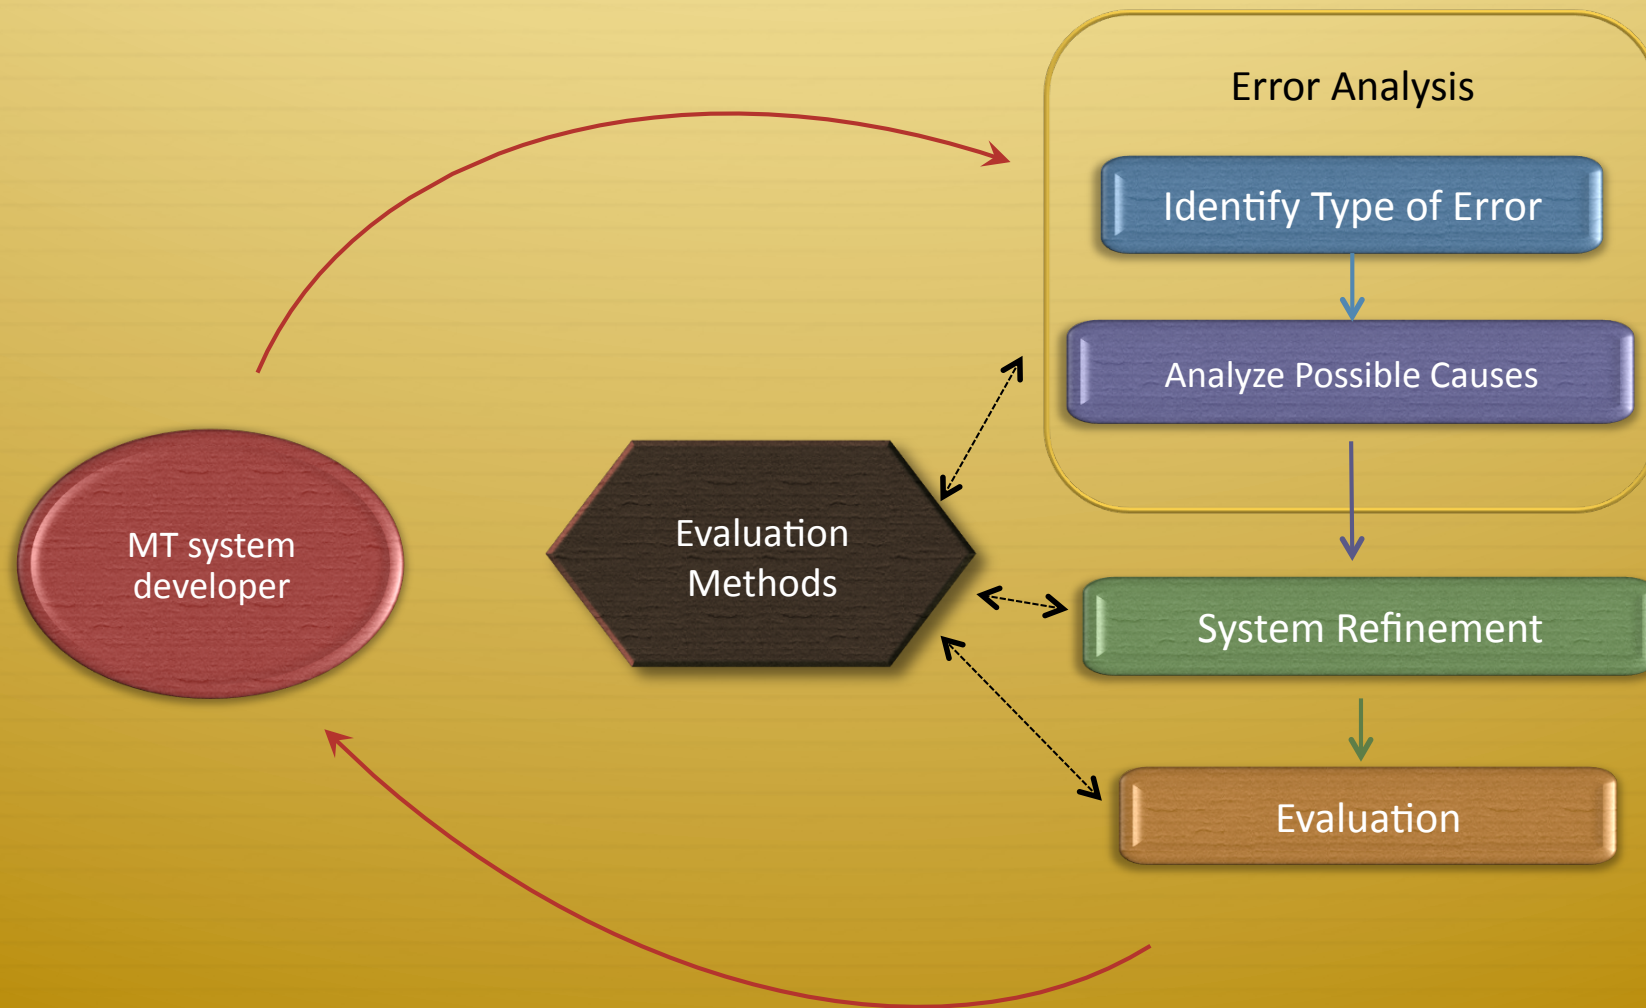 Error Analysis
Identify Type of Error
Analyze Possible Causes
MT system
developer
Evaluation
Methods
System Refinement
Evaluation